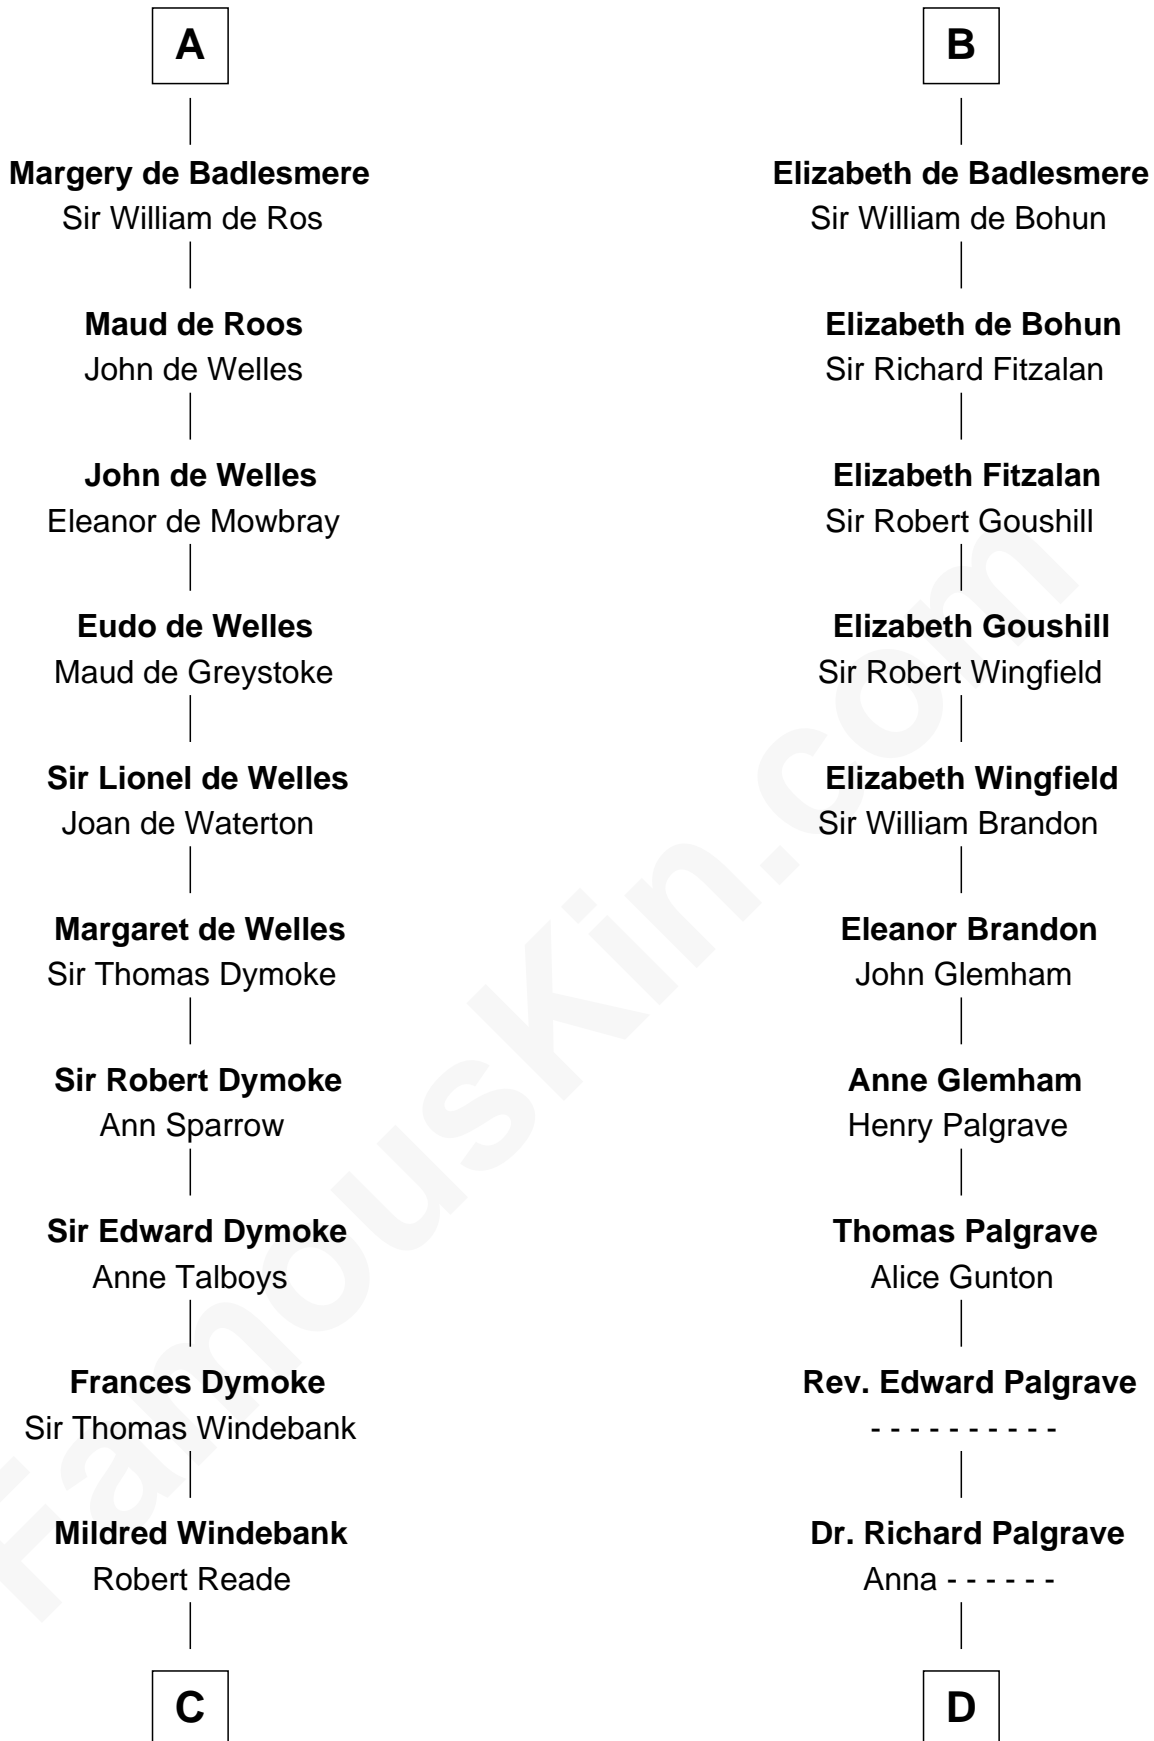 A
Margery de Badlesmere
Sir William de Ros
Maud de Roos
John de Welles
John de Welles
Eleanor de Mowbray
Eudo de Welles
Maud de Greystoke
Sir Lionel de Welles
Joan de Waterton
Margaret de Welles
Sir Thomas Dymoke
Sir Robert Dymoke
Ann Sparrow
Sir Edward Dymoke
Anne Talboys
Frances Dymoke
Sir Thomas Windebank
Mildred Windebank
Robert Reade
C
B
Elizabeth de Badlesmere
Sir William de Bohun
Elizabeth de Bohun
Sir Richard Fitzalan
Elizabeth Fitzalan
Sir Robert Goushill
Elizabeth Goushill
Sir Robert Wingfield
Elizabeth Wingfield
Sir William Brandon
Eleanor Brandon
John Glemham
Anne Glemham
Henry Palgrave
Thomas Palgrave
Alice Gunton
Rev. Edward Palgrave
- - - - - - - - - -
Dr. Richard Palgrave
Anna - - - - - -
D
FamousKin.com